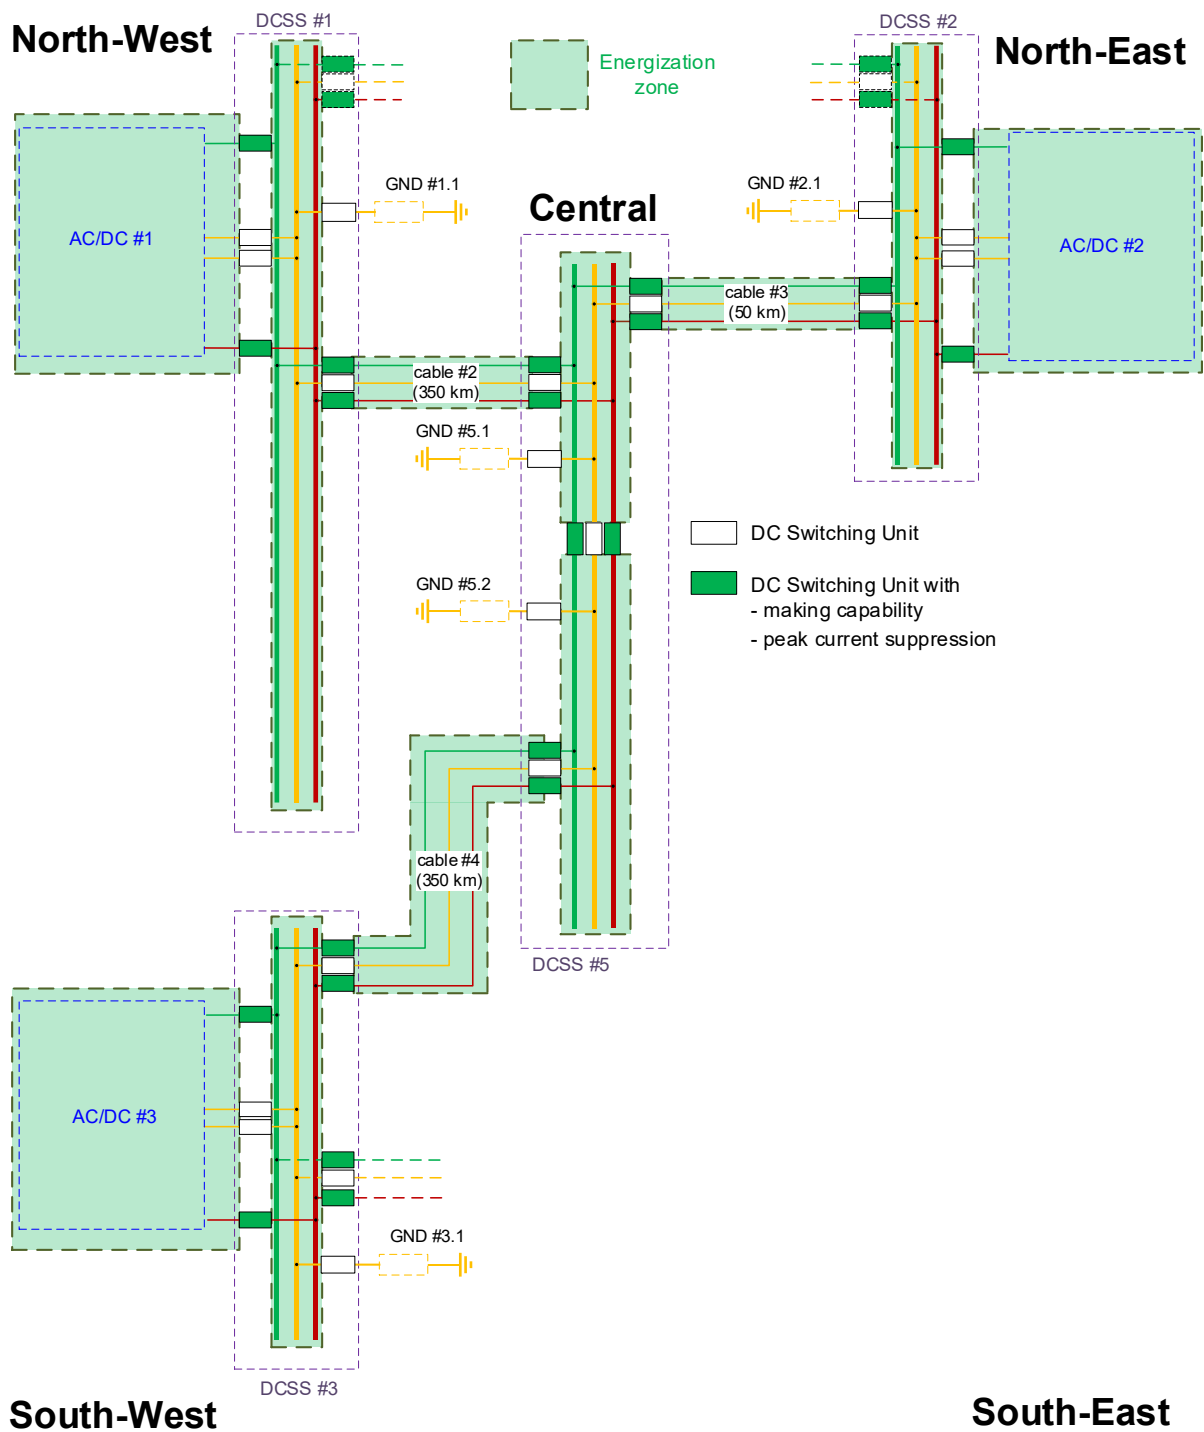 DCSS #1
DCSS #2
North-West
North-East
Energization
zone
GND #1.1
GND #2.1
Central
AC/DC #1
AC/DC #2
cable #3
(50 km)
cable #2
(350 km)
GND #5.1
DC Switching Unit
GND #5.2
DC Switching Unit with
- making capability
- peak current suppression
cable #4
(350 km)
DCSS #5
AC/DC #3
GND #3.1
DCSS #3
South-West
South-East